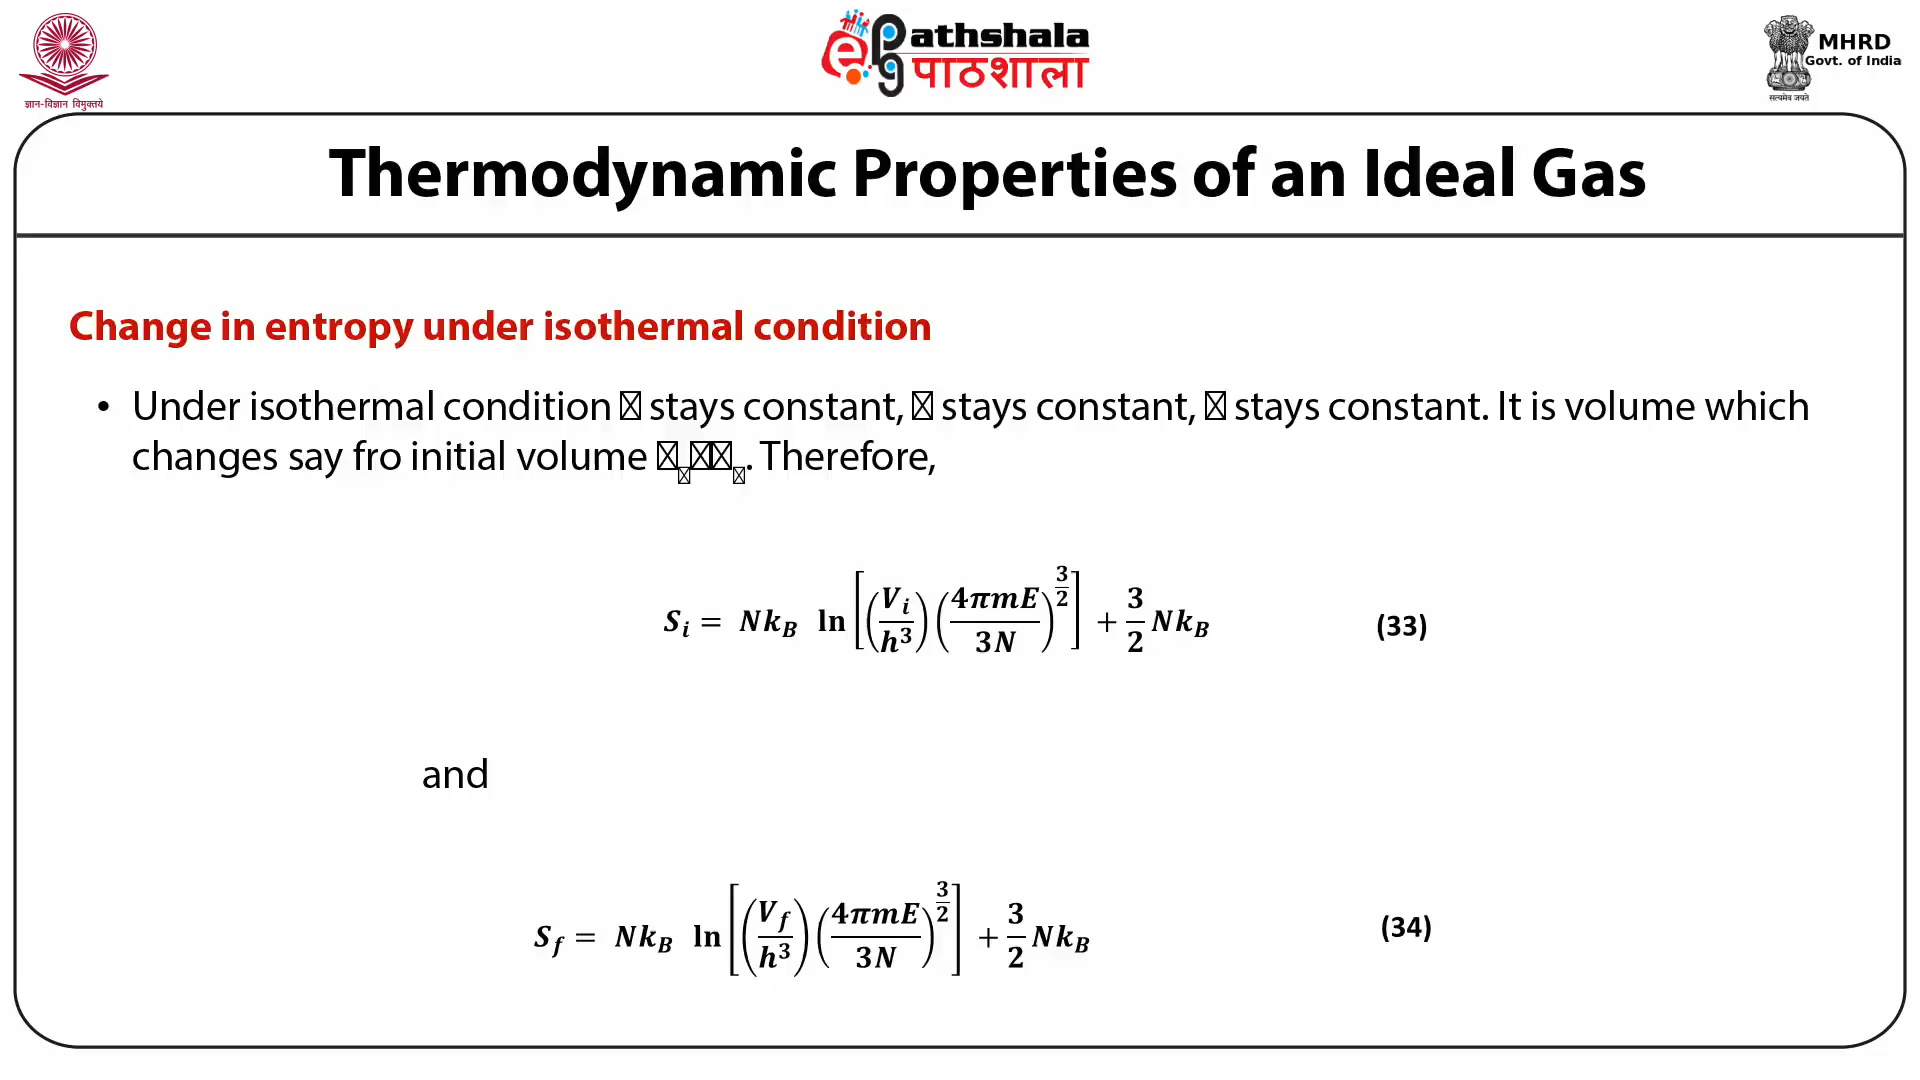 ज्ञान-विज्ञान विमुक्तये
ePathshala
पाठशाला
MHRD
Govt. of India
सत्यमेव जयते
Thermodynamic Properties of an Ideal Gas
Change in entropy under isothermal condition
• Under isothermal condition stays constant, stays constant, stays constant. It is volume which
changes say fro initial volume . Therefore,
S_i = Nk_B ln[(V_i/h^3)(4πmE/3N)^{3/2}] + 3/2 Nk_B (33)
and
S_f = Nk_B ln[(V_f/h^3)(4πmE/3N)^{3/2}] + 3/2 Nk_B (34)